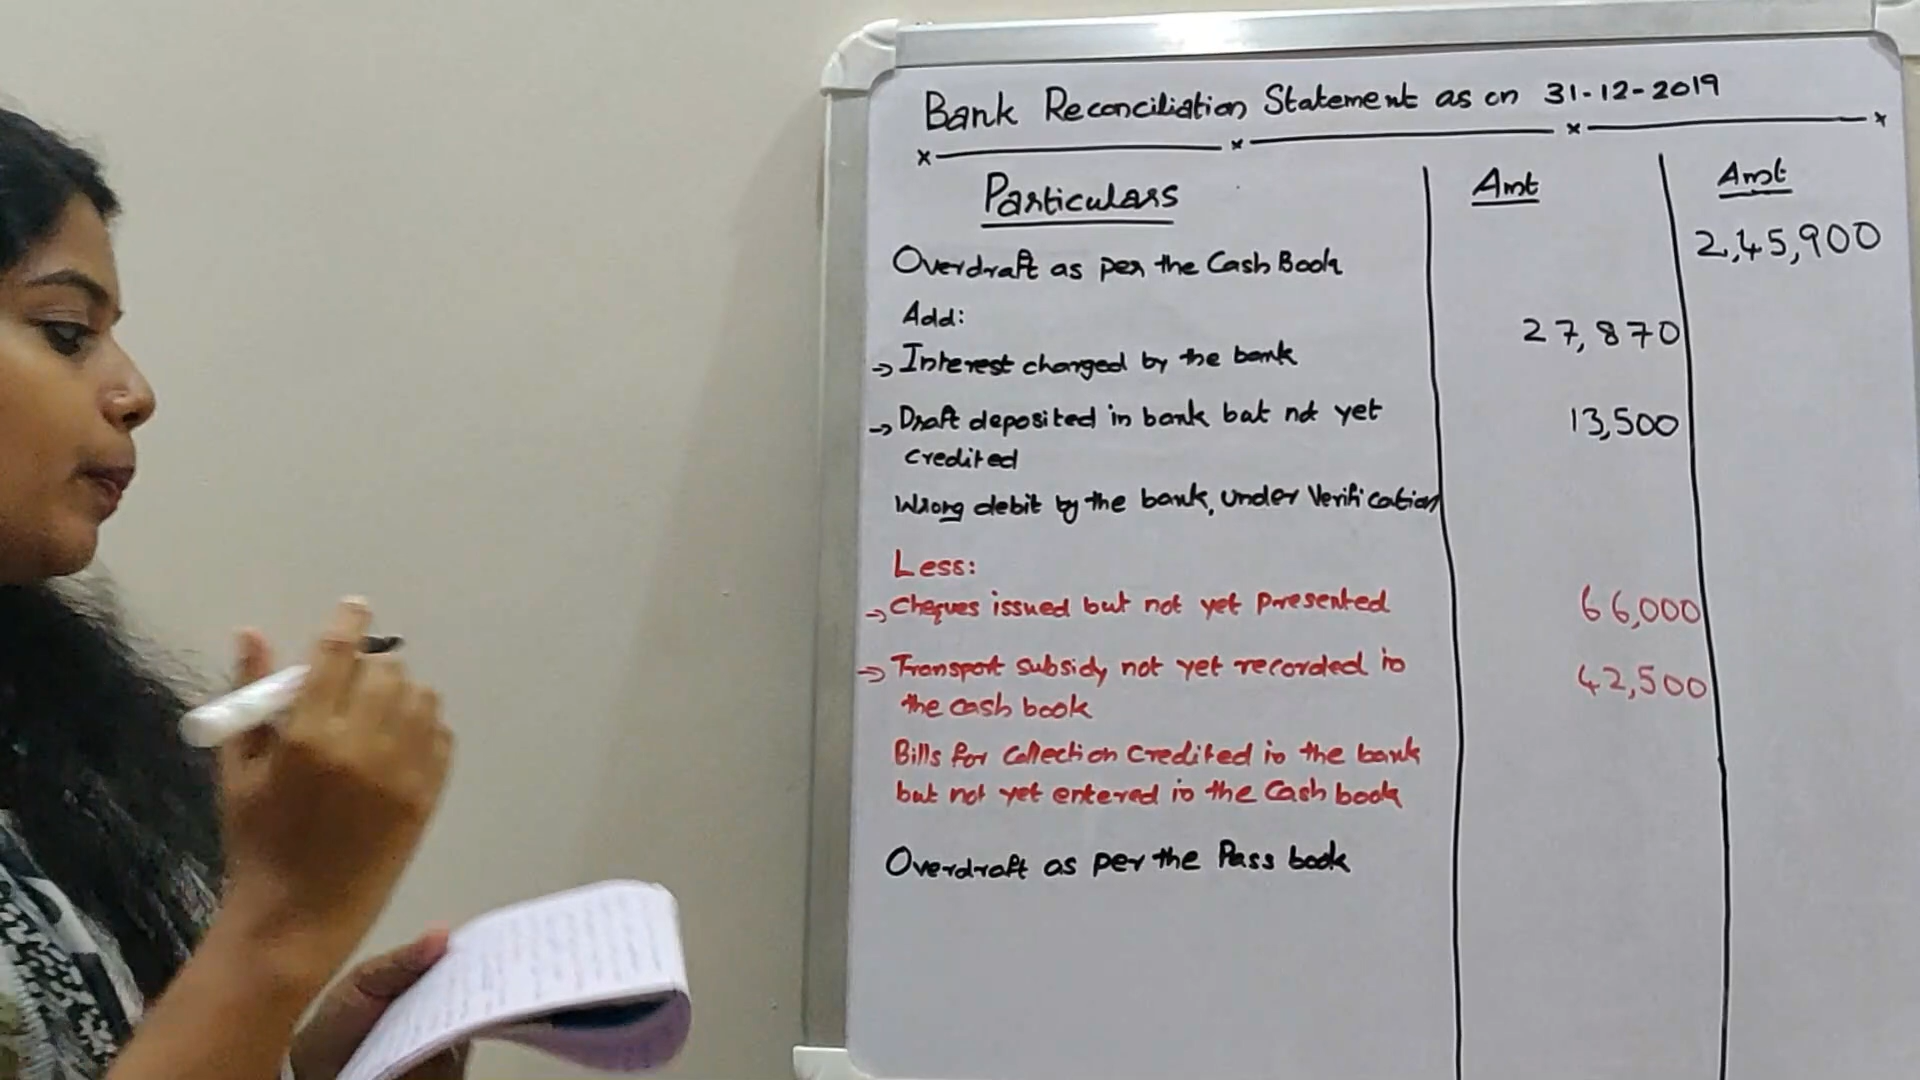 Bank Reconciliation Statement as on 31-12-2019
Particulars Amt Amt
Overdraft as per the Cash Book 2,45,900
Add:
→ Interest charged by the bank 27,870
→ Draft deposited in bank but not yet 13,500
credited
Wrong debit by the bank, under Verification
Less:
→ Cheques issued but not yet presented 66,000
→ Transport subsidy not yet recorded in 42,500
the cash book
Bills for Collection Credited in the bank
but not yet entered in the Cash book
Overdraft as per the Pass book